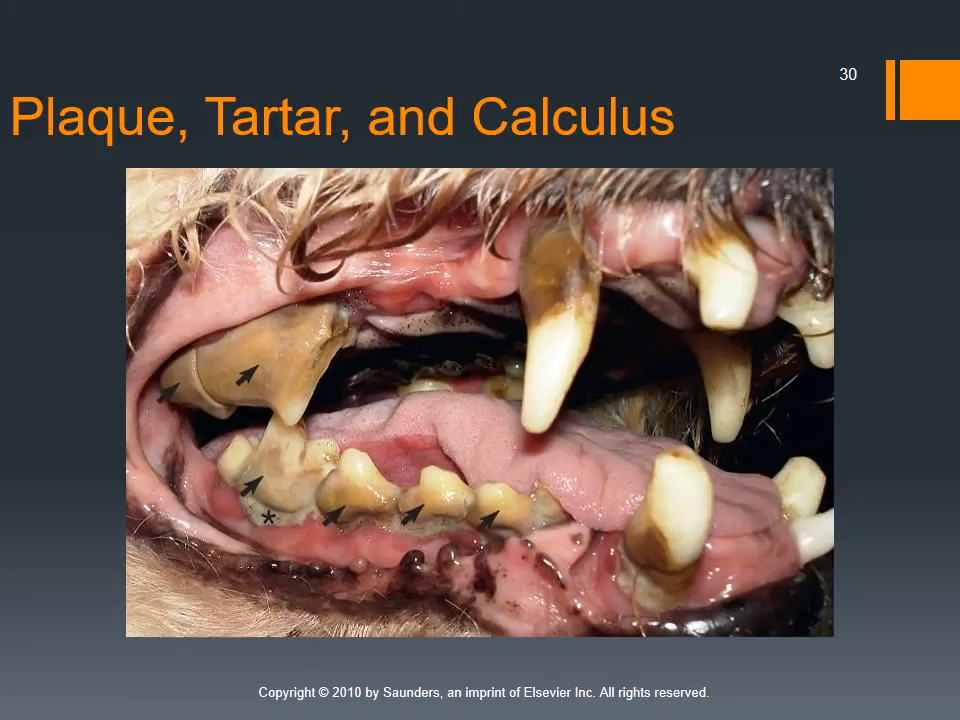 30
Plaque, Tartar, and Calculus
*
Copyright © 2010 by Saunders, an imprint of Elsevier Inc. All rights reserved.